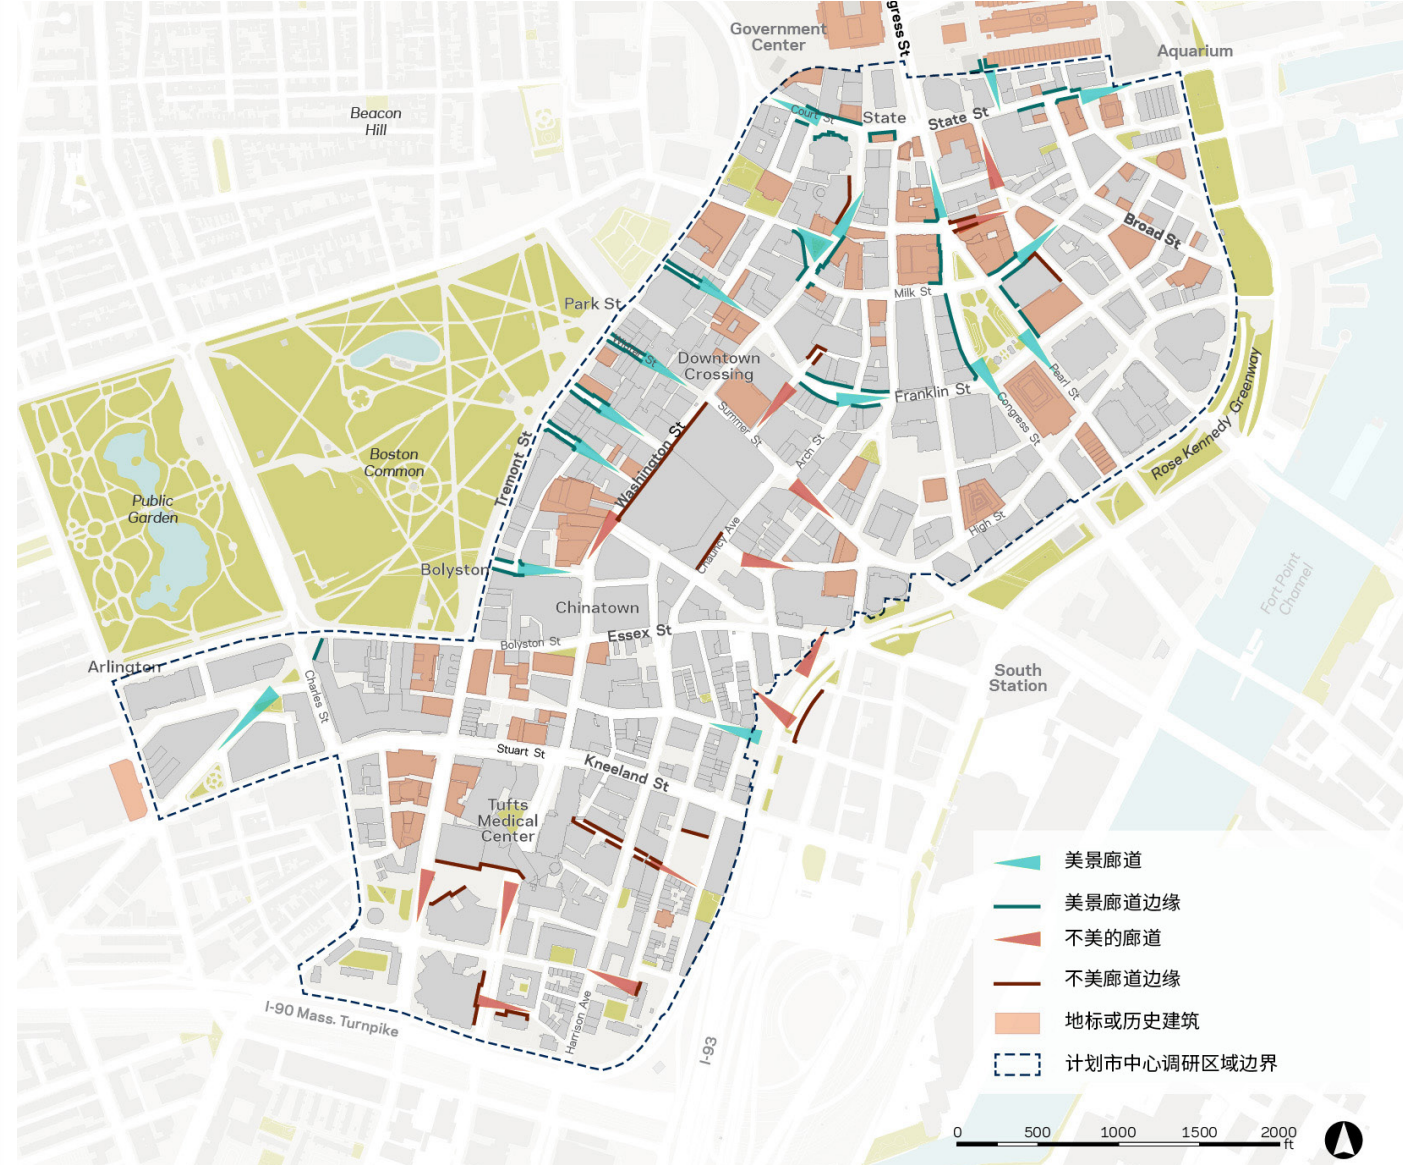 Government
Center
gress St
Aquarium
Beacon
Hill
Court St
State
State St
Broad St
Park St
Milk St
Winter St
Downtown
Crossing
Franklin St
Pearl St
Congress St
Summer St
Arch St
Rose Kennedy Greenway
Tremont St
Washington St
Boston
Common
Public
Garden
High St
Chauncy Ave
Bolyston
Fort Point
Channel
Chinatown
Essex St
Bolyston St
Arlington
South
Station
Charles St
Stuart St
Kneeland St
Tufts
Medical
Center
美景廊道
美景廊道边缘
不美的廊道
不美廊道边缘
地标或历史建筑
计划市中心调研区域边界
Harrison Ave
I-90 Mass. Turnpike
I-93
0 500 1000 1500 2000
ft